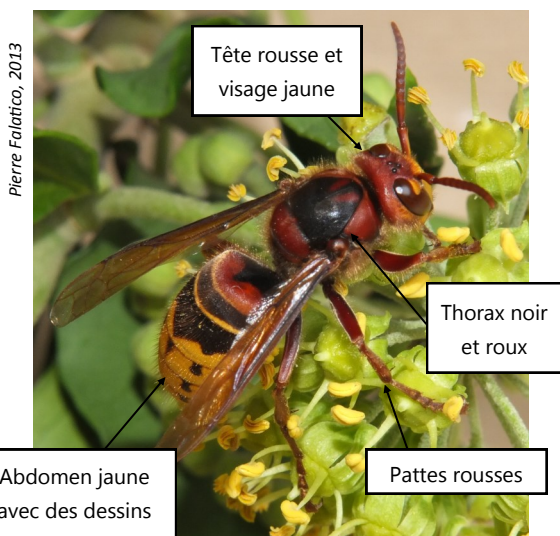 Pierre Falatico, 2013
Tête rousse et
visage jaune
Thorax noir
et roux
Pattes rousses
Abdomen jaune
avec des dessins